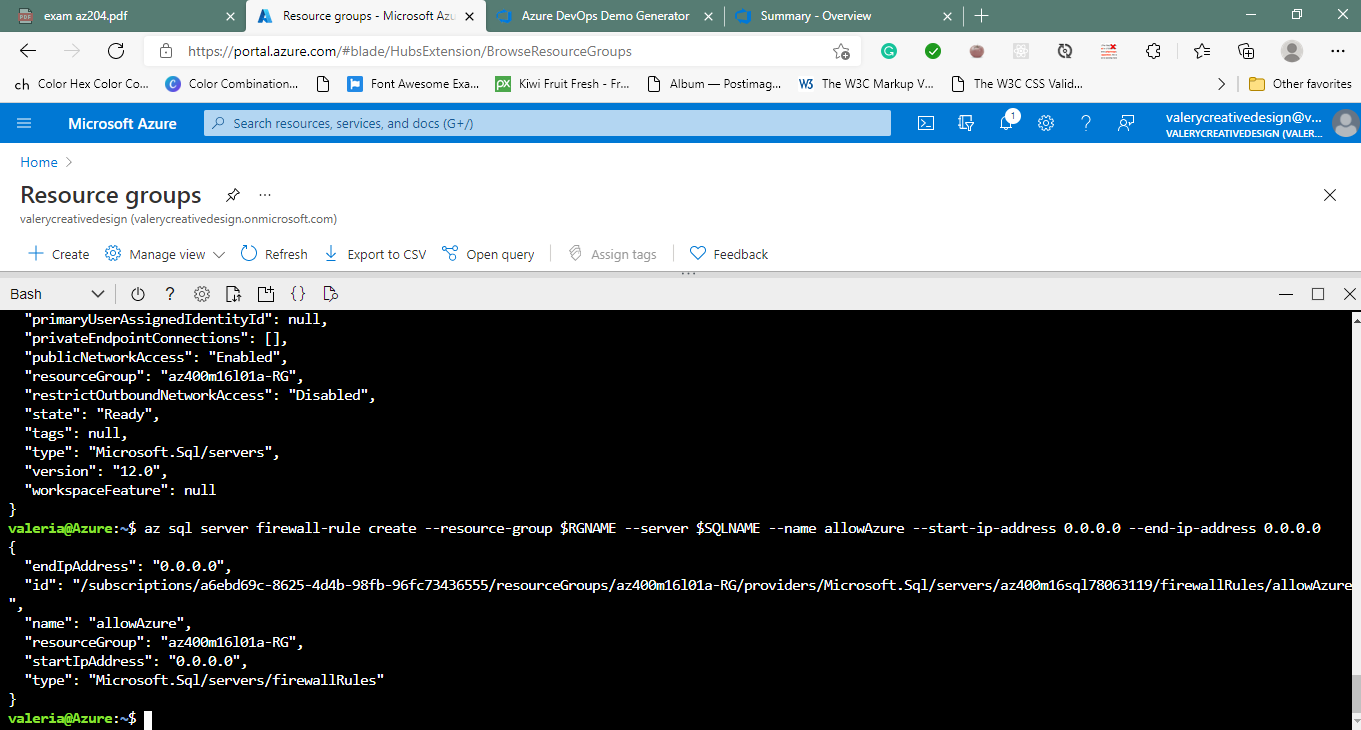 exam az204.pdf
Resource groups - Microsoft Azu
Azure DevOps Demo Generator
Summary - Overview
https://portal.azure.com/#blade/HubsExtension/BrowseResourceGroups
ch Color Hex Color Co...
Color Combination...
Font Awesome Exa...
Kiwi Fruit Fresh - Fr...
Album — Postimag...
The W3C Markup V...
The W3C CSS Valid...
Other favorites
Microsoft Azure
Search resources, services, and docs (G+/)
1
valerycreativedesign@v...
VALERYCREATIVEDESIGN (VALER...
Home
Resource groups
valerycreativedesign (valerycreativedesign.onmicrosoft.com)
Create
Manage view
Refresh
Export to CSV
Open query
Assign tags
Feedback
Bash
"primaryUserAssignedIdentityId": null,
"privateEndpointConnections": [],
"publicNetworkAccess": "Enabled",
"resourceGroup": "az400m16l01a-RG",
"restrictOutboundNetworkAccess": "Disabled",
"state": "Ready",
"tags": null,
"type": "Microsoft.Sql/servers",
"version": "12.0",
"workspaceFeature": null
}
valeria@Azure:~$ az sql server firewall-rule create --resource-group $RGNAME --server $SQLNAME --name allowAzure --start-ip-address 0.0.0.0 --end-ip-address 0.0.0.0
{
"endIpAddress": "0.0.0.0",
"id": "/subscriptions/a6ebd69c-8625-4d4b-98fb-96fc73436555/resourceGroups/az400m16l01a-RG/providers/Microsoft.Sql/servers/az400m16sql78063119/firewallRules/allowAzure
",
"name": "allowAzure",
"resourceGroup": "az400m16l01a-RG",
"startIpAddress": "0.0.0.0",
"type": "Microsoft.Sql/servers/firewallRules"
}
valeria@Azure:~$